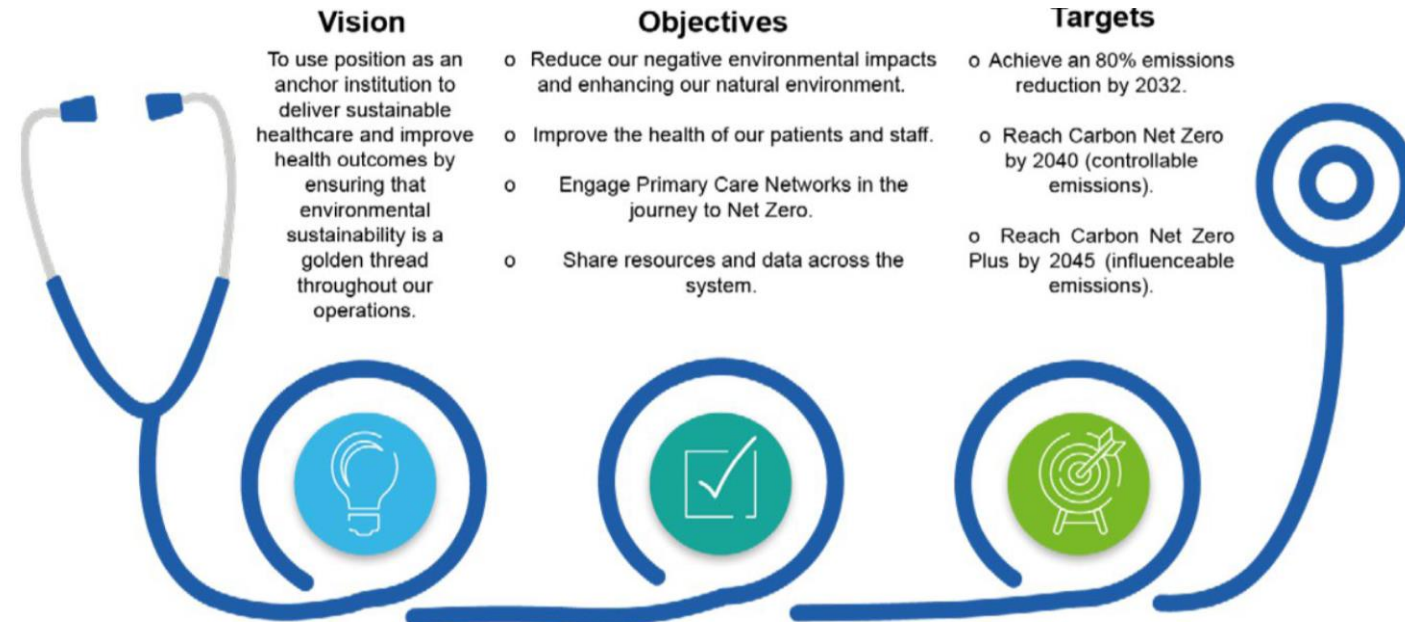 Vision
To use position as an
anchor institution to
deliver sustainable
healthcare and improve
health outcomes by
ensuring that
environmental
sustainability is a
golden thread
throughout our
operations.
Objectives
o Reduce our negative environmental impacts
and enhancing our natural environment.
o Improve the health of our patients and staff.
o Engage Primary Care Networks in the
journey to Net Zero.
o Share resources and data across the
system.
Targets
o Achieve an 80% emissions
reduction by 2032.
o Reach Carbon Net Zero
by 2040 (controllable
emissions).
o Reach Carbon Net Zero
Plus by 2045 (influenceable
emissions).